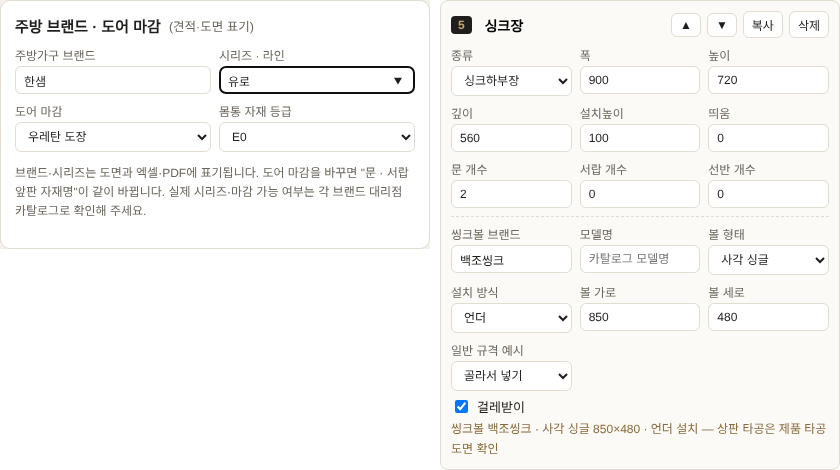 주방 브랜드 · 도어 마감 (견적·도면 표기)
주방가구 브랜드 시리즈 · 라인
한샘 유로 ▼
도어 마감 몸통 자재 등급
우레탄 도장 E0
브랜드·시리즈는 도면과 엑셀·PDF에 표기됩니다. 도어 마감을 바꾸면 "문 · 서랍
앞판 자재명"이 같이 바뀝니다. 실제 시리즈·마감 가능 여부는 각 브랜드 대리점
카탈로그로 확인해 주세요.
5 싱크장 ▲ ▼ 복사 삭제
종류 폭 높이
싱크하부장 900 720
깊이 설치높이 띄움
560 100 0
문 개수 서랍 개수 선반 개수
2 0 0
씽크볼 브랜드 모델명 볼 형태
백조씽크 카탈로그 모델명 사각 싱글
설치 방식 볼 가로 볼 세로
언더 850 480
일반 규격 예시
골라서 넣기
걸레받이
씽크볼 백조씽크 · 사각 싱글 850×480 · 언더 설치 — 상판 타공은 제품 타공
도면 확인